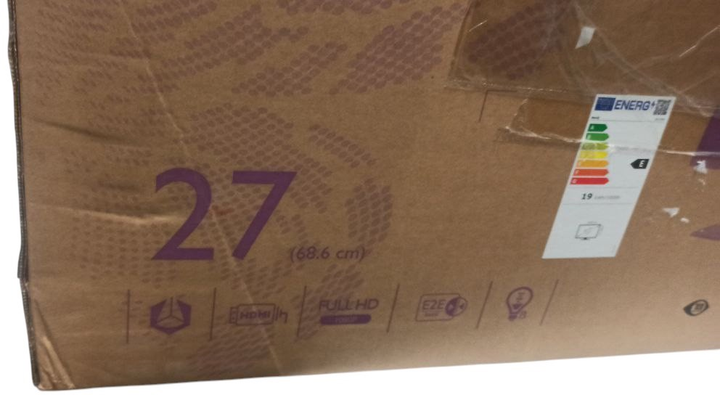 ENERG
A
E
19
27
(68.6 cm)
HDMI
FULL HD
E2E